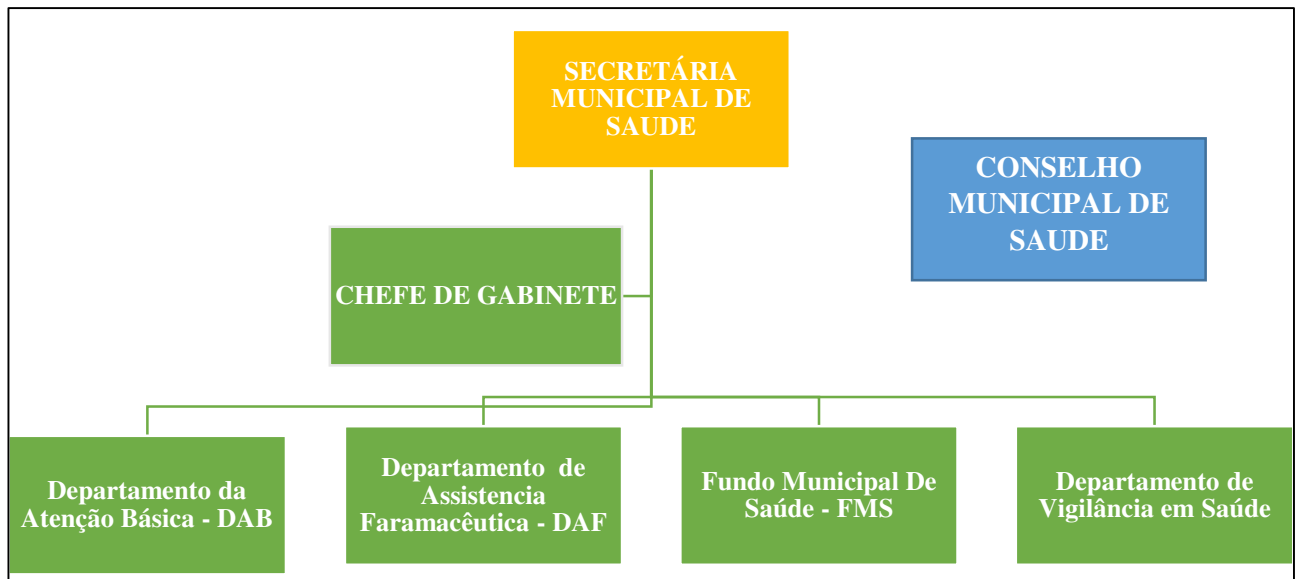 SECRETÁRIA
MUNICIPAL DE
SAUDE
CONSELHO
MUNICIPAL DE
SAUDE
CHEFE DE GABINETE
Departamento da
Atenção Básica - DAB
Departamento de
Assistencia
Faramacêutica - DAF
Fundo Municipal De
Saúde - FMS
Departamento de
Vigilância em Saúde